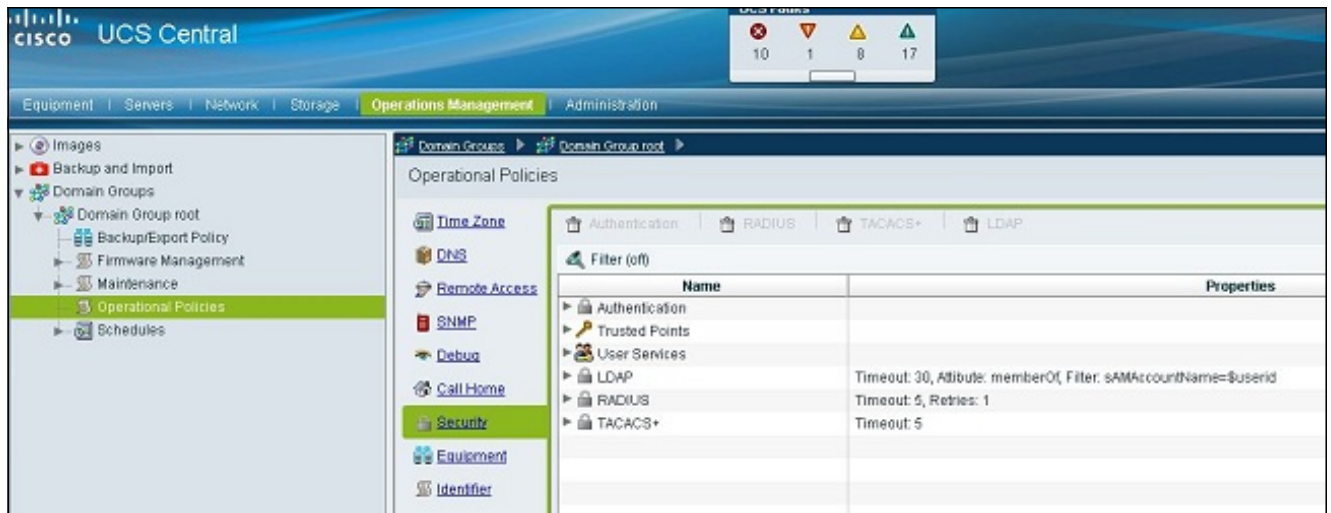 UCS Faults
CISCO UCS Central
10 1 8 17
Equipment | Servers | Network | Storage | Operations Management | Administration
Images
Backup and Import
Domain Groups
Domain Group root
Backup/Export Policy
Firmware Management
Maintenance
Operational Policies
Schedules
Domain Groups Domain Group root
Operational Policies
Time Zone
DNS
Remote Access
SNMP
Debug
Call Home
Security
Equipment
Identifier
Authentication | RADIUS | TACACS+ | LDAP
Filter (off)
Name Properties
Authentication
Trusted Points
User Services
LDAP Timeout: 30, Attibute: memberOf, Filter: sAMAccountName=$userid
RADIUS Timeout: 5, Retries: 1
TACACS+ Timeout: 5